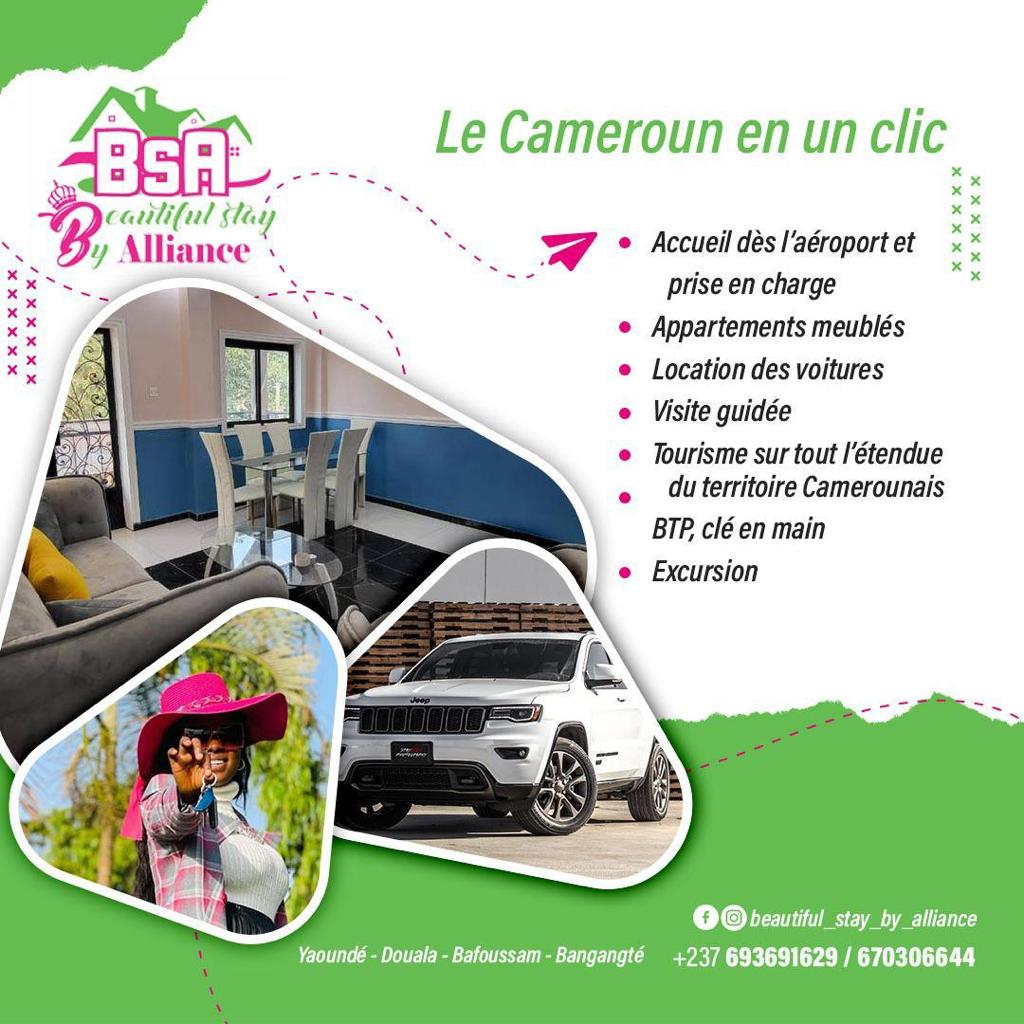 BSA
Beautiful stay
By Alliance
Le Cameroun en un clic
Accueil dès l'aéroport et
prise en charge
Appartements meublés
Location des voitures
Visite guidée
Tourisme sur tout l'étendue
du territoire Camerounais
BTP, clé en main
Excursion
Jeep
beautiful_stay_by_alliance
Yaoundé - Douala - Bafoussam - Bangangté
+237 693691629 / 670306644